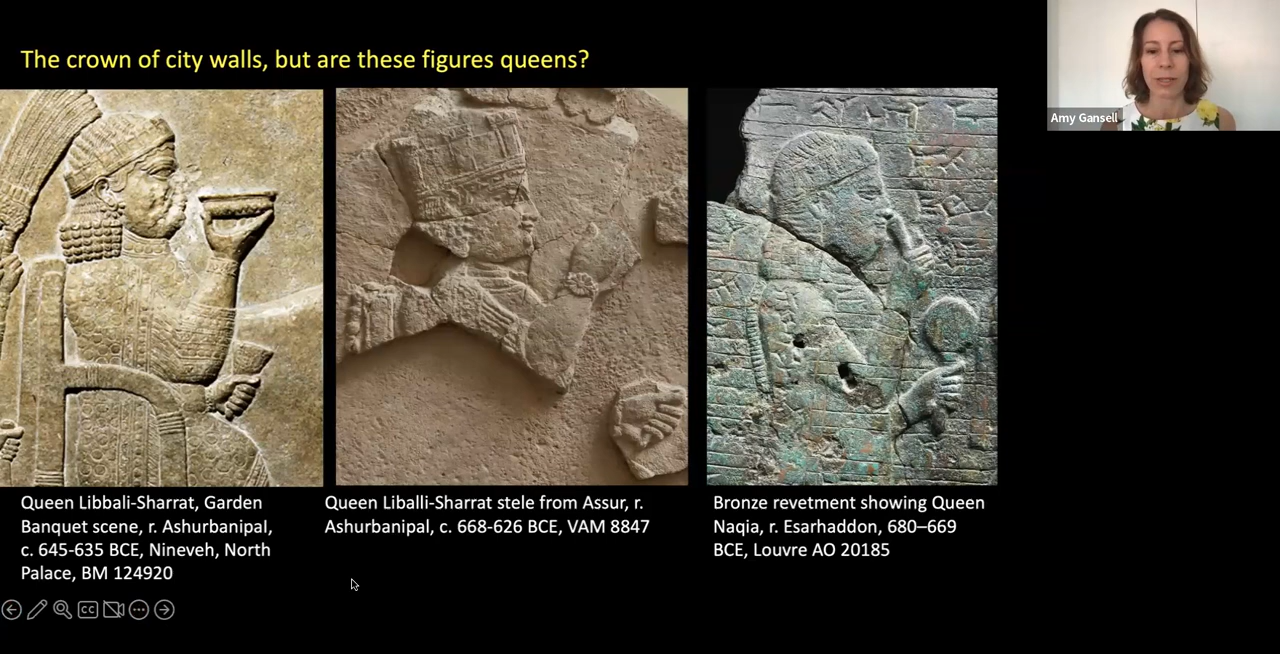 The crown of city walls, but are these figures queens?
Amy Gansell
Queen Libbali-Sharrat, Garden
Banquet scene, r. Ashurbanipal,
c. 645-635 BCE, Nineveh, North
Palace, BM 124920
Queen Liballi-Sharrat stele from Assur, r.
Ashurbanipal, c. 668-626 BCE, VAM 8847
Bronze revetment showing Queen
Naqia, r. Esarhaddon, 680–669
BCE, Louvre AO 20185
CC